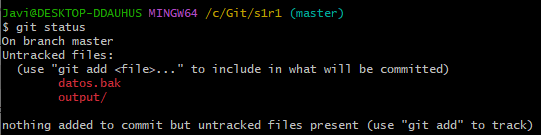 Javi@DESKTOP-DDAUHUS MINGW64 /c/Git/s1r1 (master)
$ git status
On branch master
Untracked files:
  (use "git add <file>..." to include in what will be committed)
        datos.bak
        output/

nothing added to commit but untracked files present (use "git add" to track)